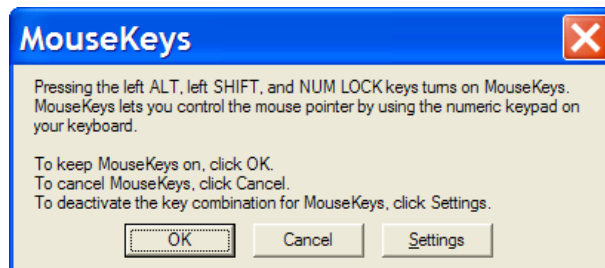 MouseKeys
Pressing the left ALT, left SHIFT, and NUM LOCK keys turns on MouseKeys.
MouseKeys lets you control the mouse pointer by using the numeric keypad on
your keyboard.
To keep MouseKeys on, click OK.
To cancel MouseKeys, click Cancel.
To deactivate the key combination for MouseKeys, click Settings.
OK Cancel Settings